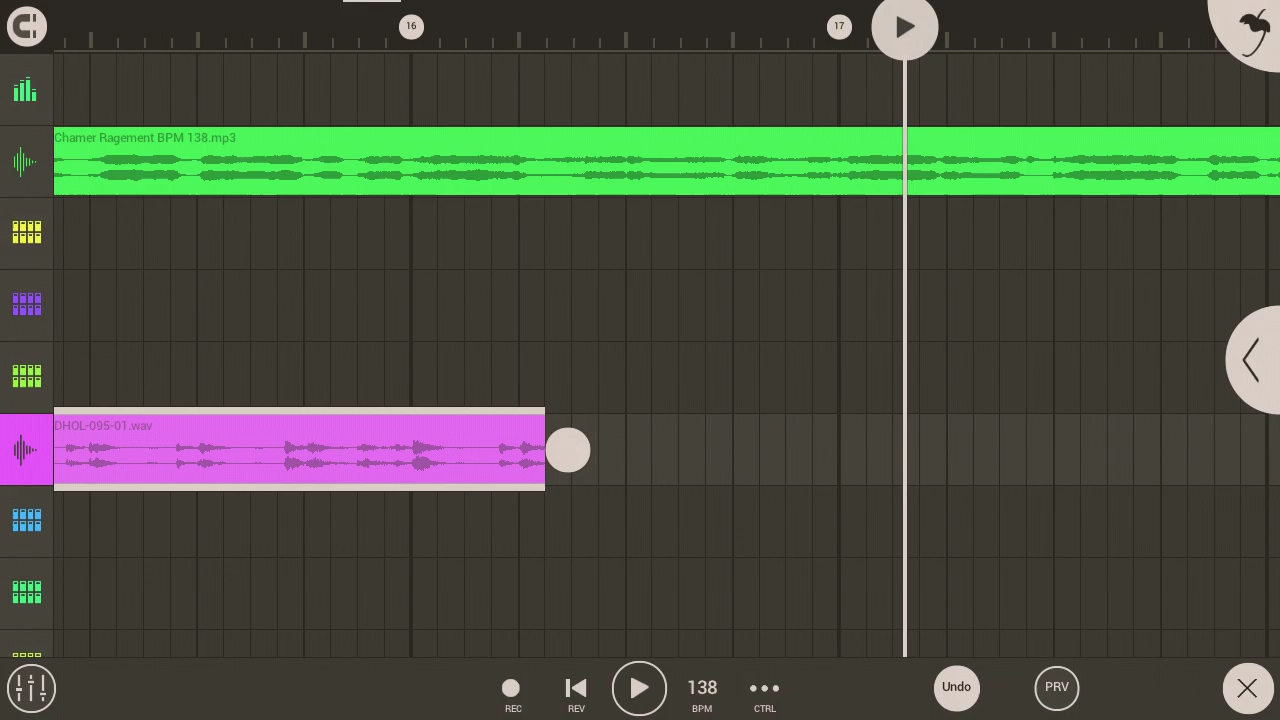 16
17
Chamer Ragement BPM 138.mp3
DHOL-095-01.wav
138
Undo
PRV
REC
REV
BPM
CTRL